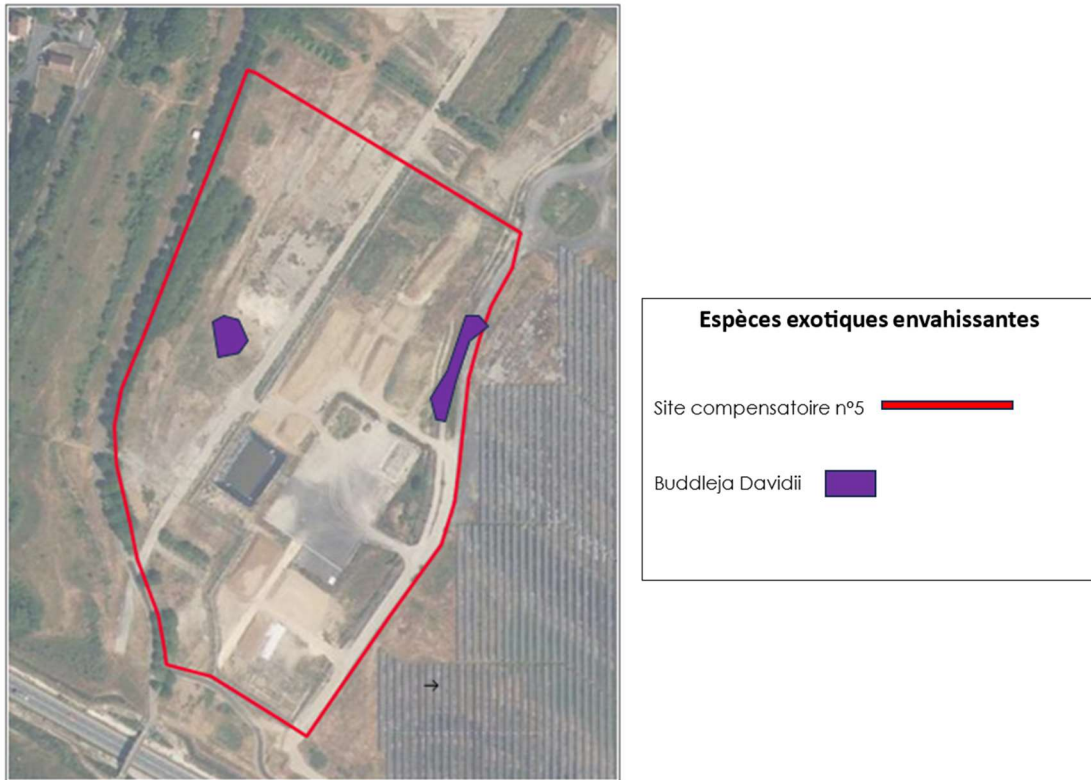 Espèces exotiques envahissantes
Site compensatoire n°5
Buddleja Davidii